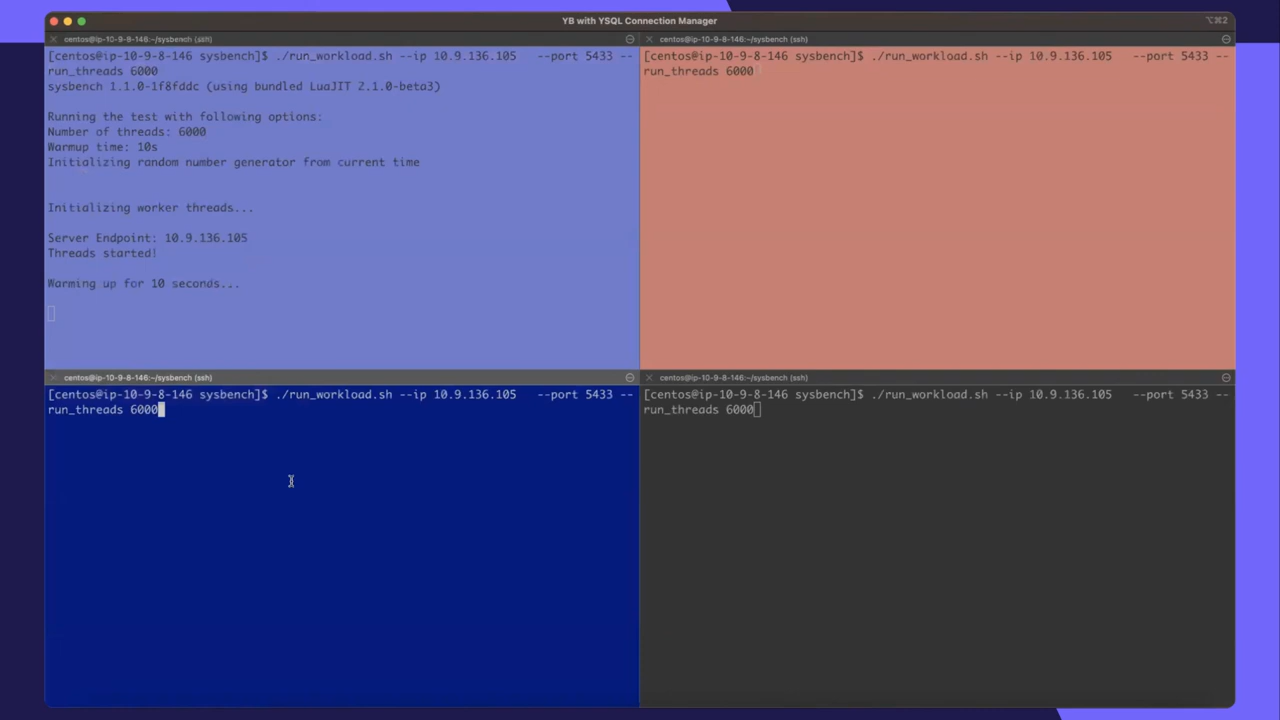 YB with YSQL Connection Manager
⌥⌘2
centos@ip-10-9-8-146:~/sysbench (ssh)
[centos@ip-10-9-8-146 sysbench]$ ./run_workload.sh --ip 10.9.136.105   --port 5433 --
run_threads 6000
sysbench 1.1.0-1f8fddc (using bundled LuaJIT 2.1.0-beta3)
Running the test with following options:
Number of threads: 6000
Warmup time: 10s
Initializing random number generator from current time
Initializing worker threads...
Server Endpoint: 10.9.136.105
Threads started!
Warming up for 10 seconds...
centos@ip-10-9-8-146:~/sysbench (ssh)
[centos@ip-10-9-8-146 sysbench]$ ./run_workload.sh --ip 10.9.136.105   --port 5433 --
run_threads 6000
centos@ip-10-9-8-146:~/sysbench (ssh)
[centos@ip-10-9-8-146 sysbench]$ ./run_workload.sh --ip 10.9.136.105   --port 5433 --
run_threads 6000
centos@ip-10-9-8-146:~/sysbench (ssh)
[centos@ip-10-9-8-146 sysbench]$ ./run_workload.sh --ip 10.9.136.105   --port 5433 --
run_threads 6000